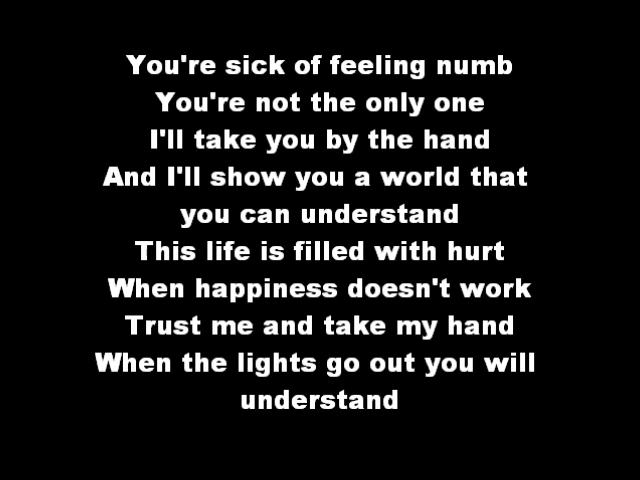 You're sick of feeling numb
You're not the only one
I'll take you by the hand
And I'll show you a world that
you can understand
This life is filled with hurt
When happiness doesn't work
Trust me and take my hand
When the lights go out you will
understand